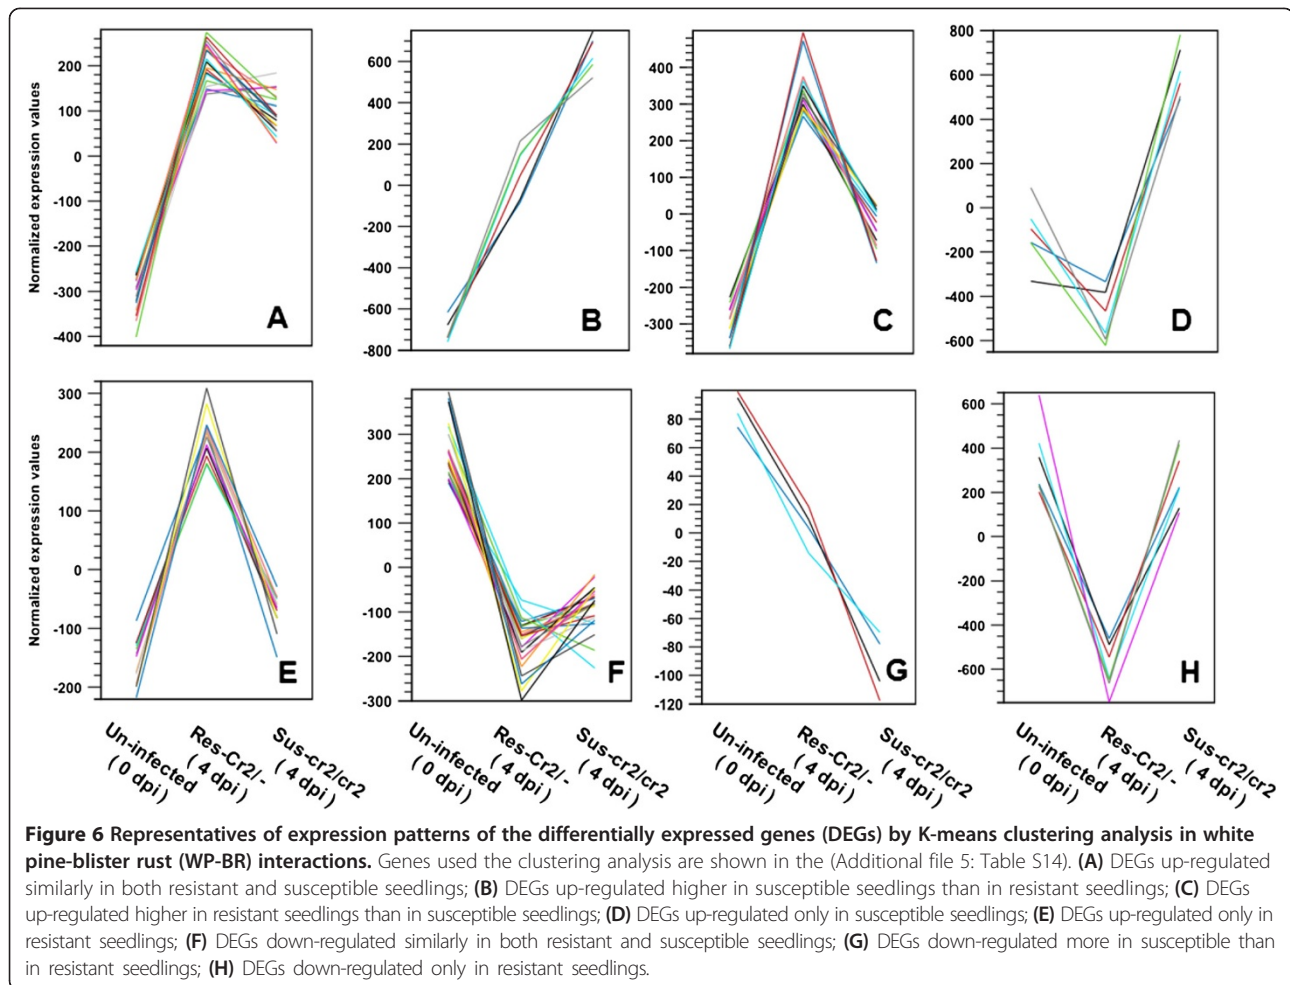 Normalized expression values
200
100
0
-100
-200
-300
-400
A
600
400
200
0
-200
-400
-600
-800
B
400
300
200
100
0
-100
-200
-300
C
800
600
400
200
0
-200
-400
-600
D
Normalized expression values
300
200
100
0
-100
-200
E
300
200
100
0
-100
-200
-300
F
80
60
40
20
0
-20
-40
-60
-80
-100
-120
G
600
400
200
0
-200
-400
-600
H
Un-infected
(0 dpi)
Res-Cr2/-
(4 dpi)
Sus-cr2/cr2
(4 dpi)
Un-infected
(0 dpi)
Res-Cr2/-
(4 dpi)
Sus-cr2/cr2
(4 dpi)
Un-infected
(0 dpi)
Res-Cr2/-
(4 dpi)
Sus-cr2/cr2
(4 dpi)
Un-infected
(0 dpi)
Res-Cr2/-
(4 dpi)
Sus-cr2/cr2
(4 dpi)
Figure 6 Representatives of expression patterns of the differentially expressed genes (DEGs) by K-means clustering analysis in white
pine-blister rust (WP-BR) interactions. Genes used the clustering analysis are shown in the (Additional file 5: Table S14). (A) DEGs up-regulated
similarly in both resistant and susceptible seedlings; (B) DEGs up-regulated higher in susceptible seedlings than in resistant seedlings; (C) DEGs
up-regulated higher in resistant seedlings than in susceptible seedlings; (D) DEGs up-regulated only in susceptible seedlings; (E) DEGs up-regulated only in
resistant seedlings; (F) DEGs down-regulated similarly in both resistant and susceptible seedlings; (G) DEGs down-regulated more in susceptible than
in resistant seedlings; (H) DEGs down-regulated only in resistant seedlings.